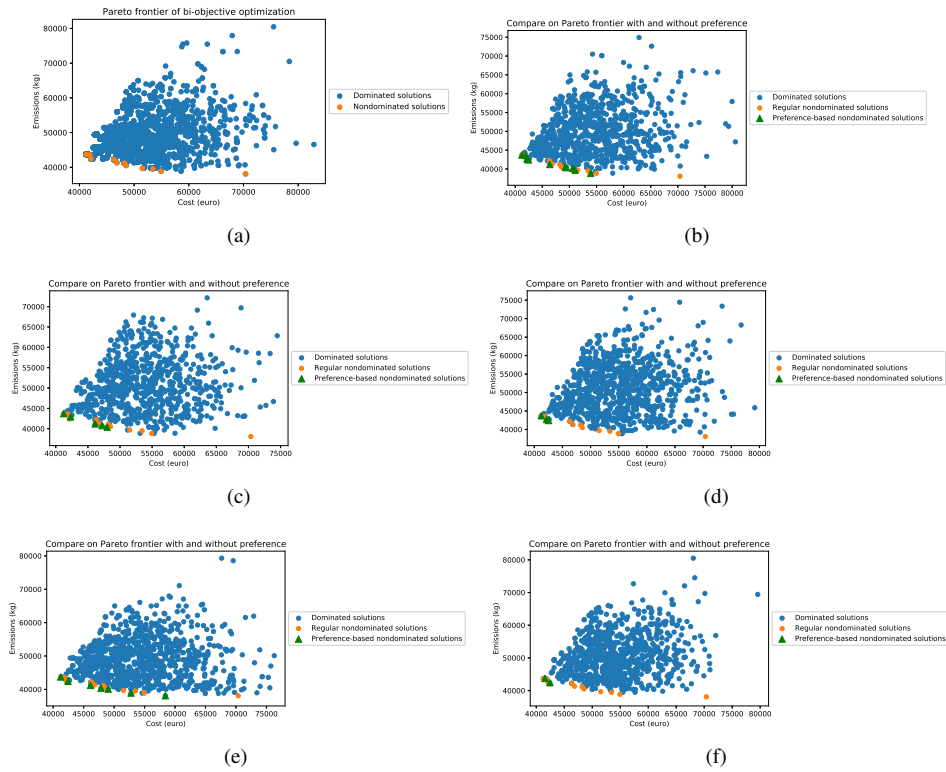 Pareto frontier of bi-objective optimization
80000
70000
60000
50000
40000
Emissions (kg)
40000 50000 60000 70000 80000
Cost (euro)
Dominated solutions
Nondominated solutions
(a)
Compare on Pareto frontier with and without preference
75000
70000
65000
60000
55000
50000
45000
40000
Emissions (kg)
40000 45000 50000 55000 60000 65000 70000 75000 80000
Cost (euro)
Dominated solutions
Regular nondominated solutions
Preference-based nondominated solutions
(b)
Compare on Pareto frontier with and without preference
70000
65000
60000
55000
50000
45000
40000
Emissions (kg)
40000 45000 50000 55000 60000 65000 70000 75000
Cost (euro)
Dominated solutions
Regular nondominated solutions
Preference-based nondominated solutions
(c)
Compare on Pareto frontier with and without preference
75000
70000
65000
60000
55000
50000
45000
40000
Emissions (kg)
40000 45000 50000 55000 60000 65000 70000 75000 80000
Cost (euro)
Dominated solutions
Regular nondominated solutions
Preference-based nondominated solutions
(d)
Compare on Pareto frontier with and without preference
80000
70000
60000
50000
40000
Emissions (kg)
40000 45000 50000 55000 60000 65000 70000 75000
Cost (euro)
Dominated solutions
Regular nondominated solutions
Preference-based nondominated solutions
(e)
Compare on Pareto frontier with and without preference
80000
70000
60000
50000
40000
Emissions (kg)
40000 45000 50000 55000 60000 65000 70000 75000 80000
Cost (euro)
Dominated solutions
Regular nondominated solutions
Preference-based nondominated solutions
(f)